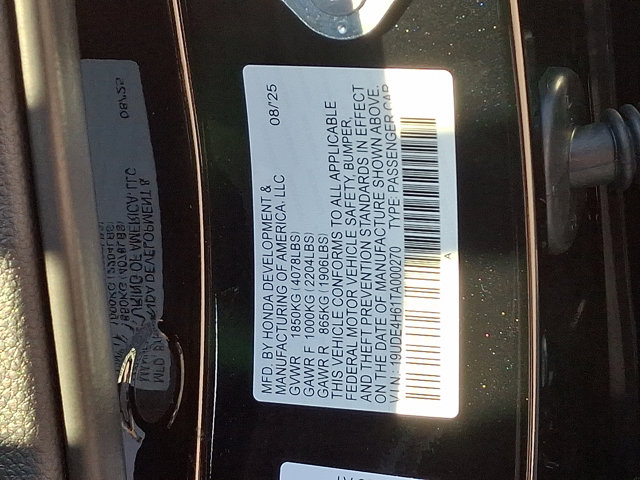 MFD. BY HONDA DEVELOPMENT & 08/'25
MANUFACTURING OF AMERICA, LLC
GVWR 1850KG(4078LBS)
GAWR F 1000KG(2204LBS)
GAWR R 865KG(1906LBS)
THIS VEHICLE CONFORMS TO ALL APPLICABLE
FEDERAL MOTOR VEHICLE SAFETY, BUMPER,
AND THEFT PREVENTION STANDARDS IN EFFECT
ON THE DATE OF MANUFACTURE SHOWN ABOVE.
V.I.N.: 19UDE4H61TA000270 TYPE: PASSENGER CAR
A